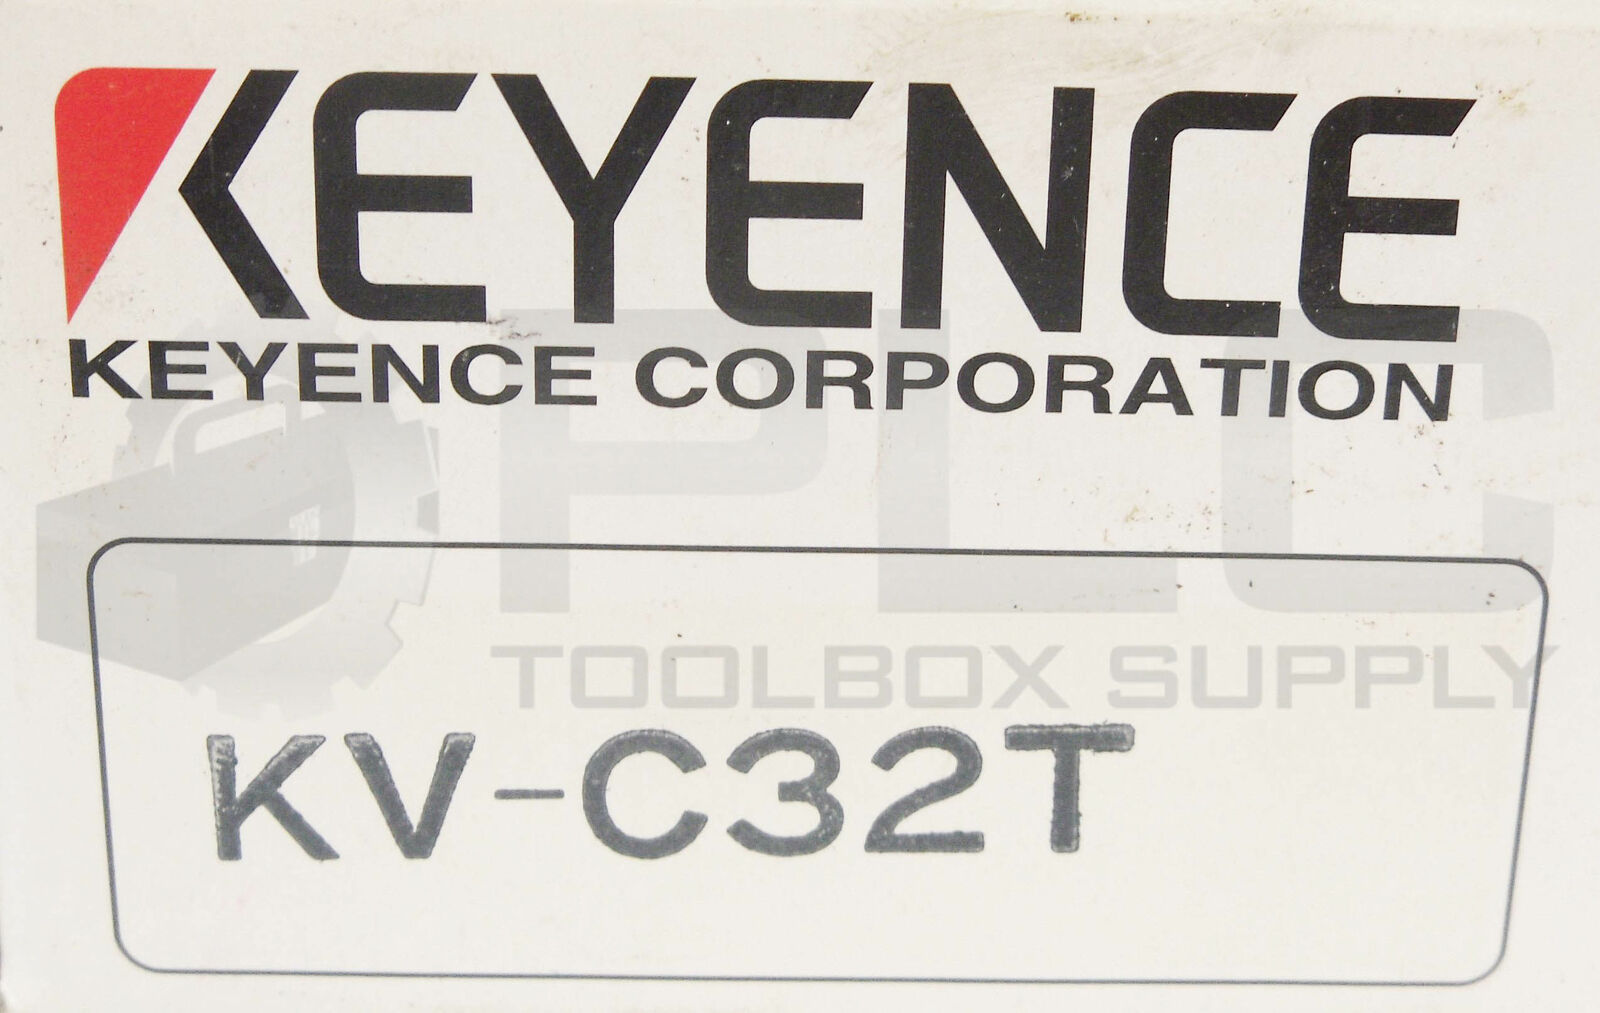 KEYENCE
KEYENCE CORPORATION
PLC
TOOLBOX SUPPLY
KV-C32T